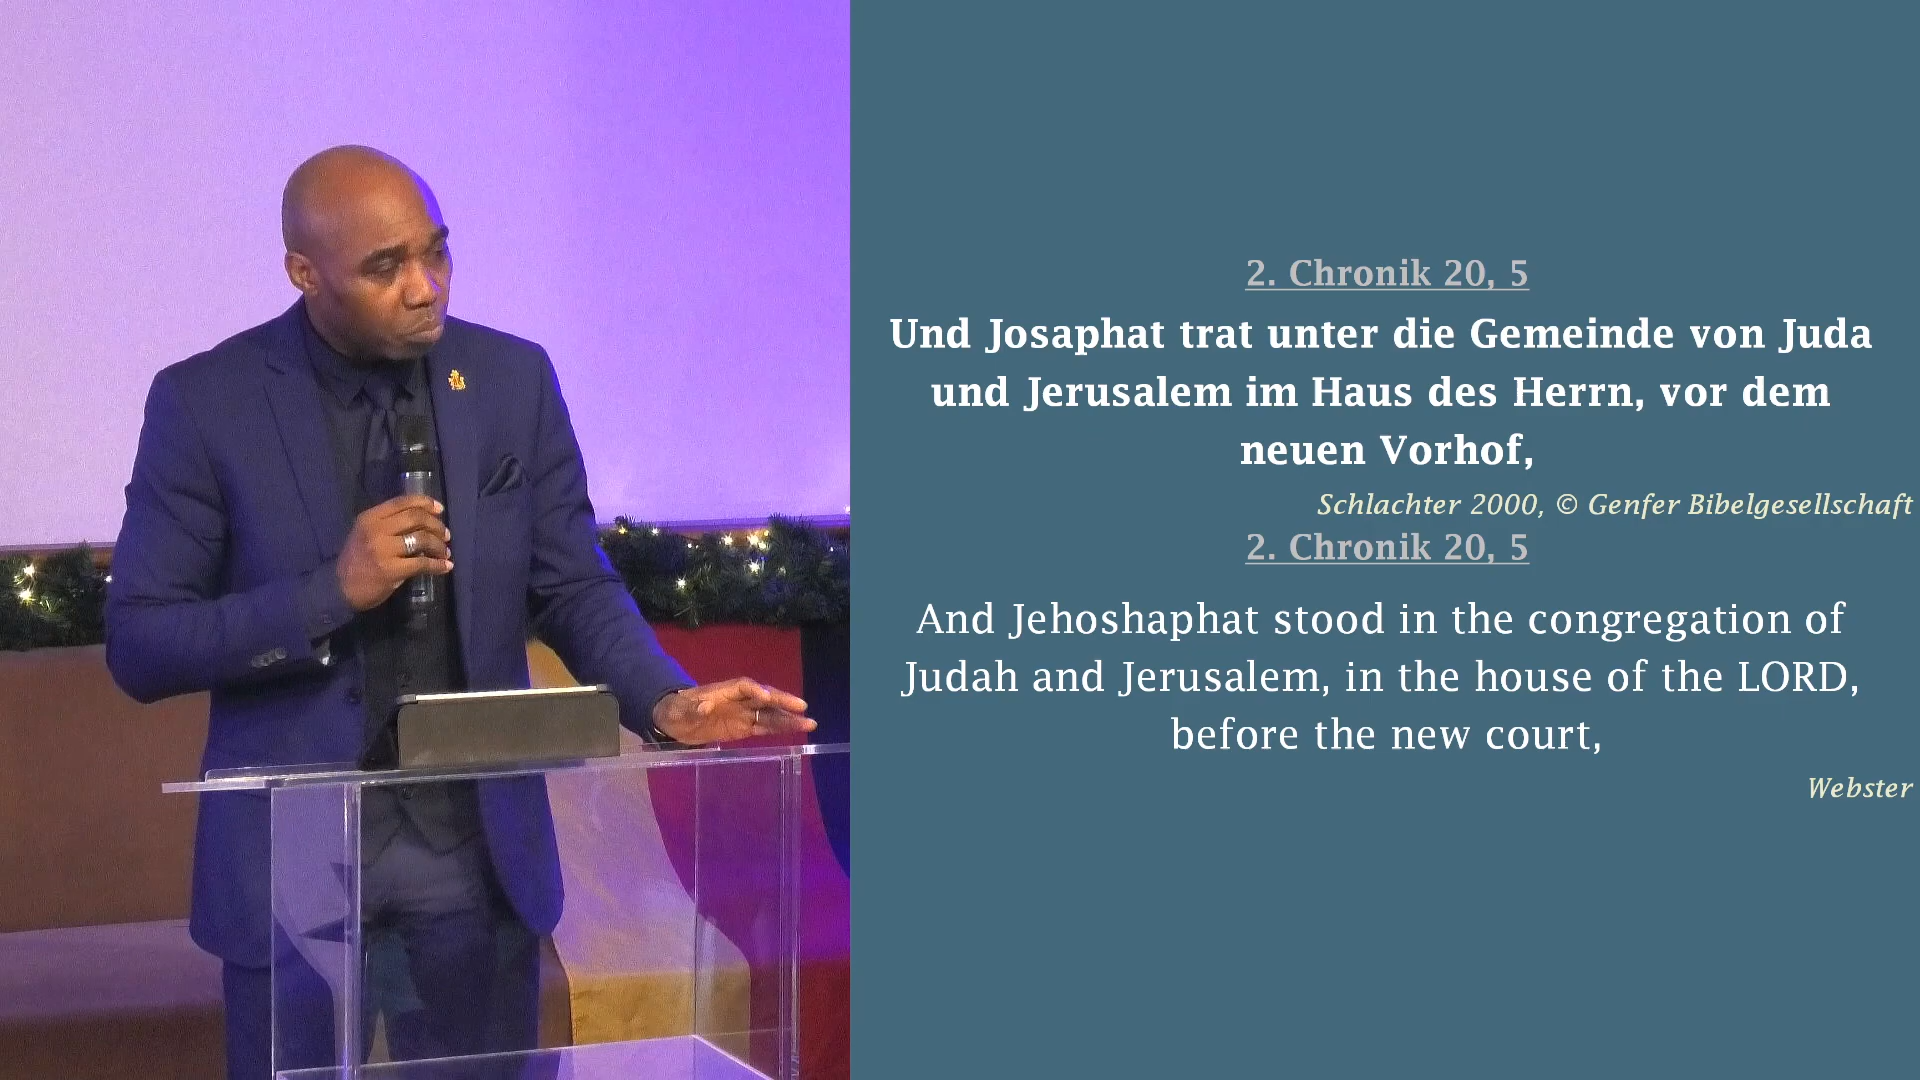 2. Chronik 20, 5
Und Josaphat trat unter die Gemeinde von Juda
und Jerusalem im Haus des Herrn, vor dem
neuen Vorhof,
Schlachter 2000, © Genfer Bibelgesellschaft
2. Chronik 20, 5
And Jehoshaphat stood in the congregation of
Judah and Jerusalem, in the house of the LORD,
before the new court,
Webster